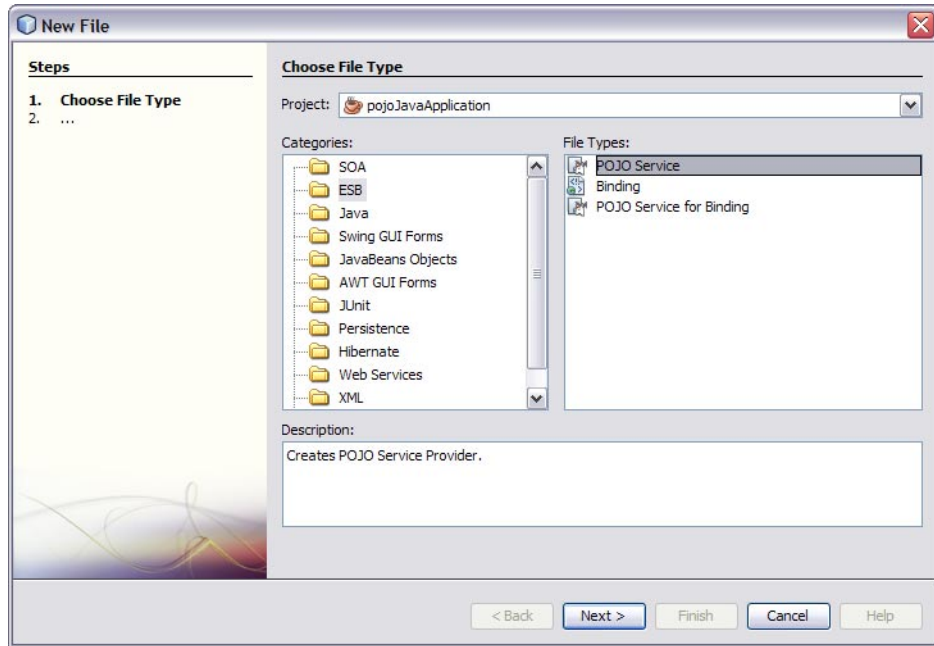 New File
Steps
1. Choose File Type
2. ...
Choose File Type
Project: pojoJavaApplication
Categories:
SOA
ESB
Java
Swing GUI Forms
JavaBeans Objects
AWT GUI Forms
JUnit
Persistence
Hibernate
Web Services
XML
File Types:
POJO Service
Binding
POJO Service for Binding
Description:
Creates POJO Service Provider.
< Back Next > Finish Cancel Help